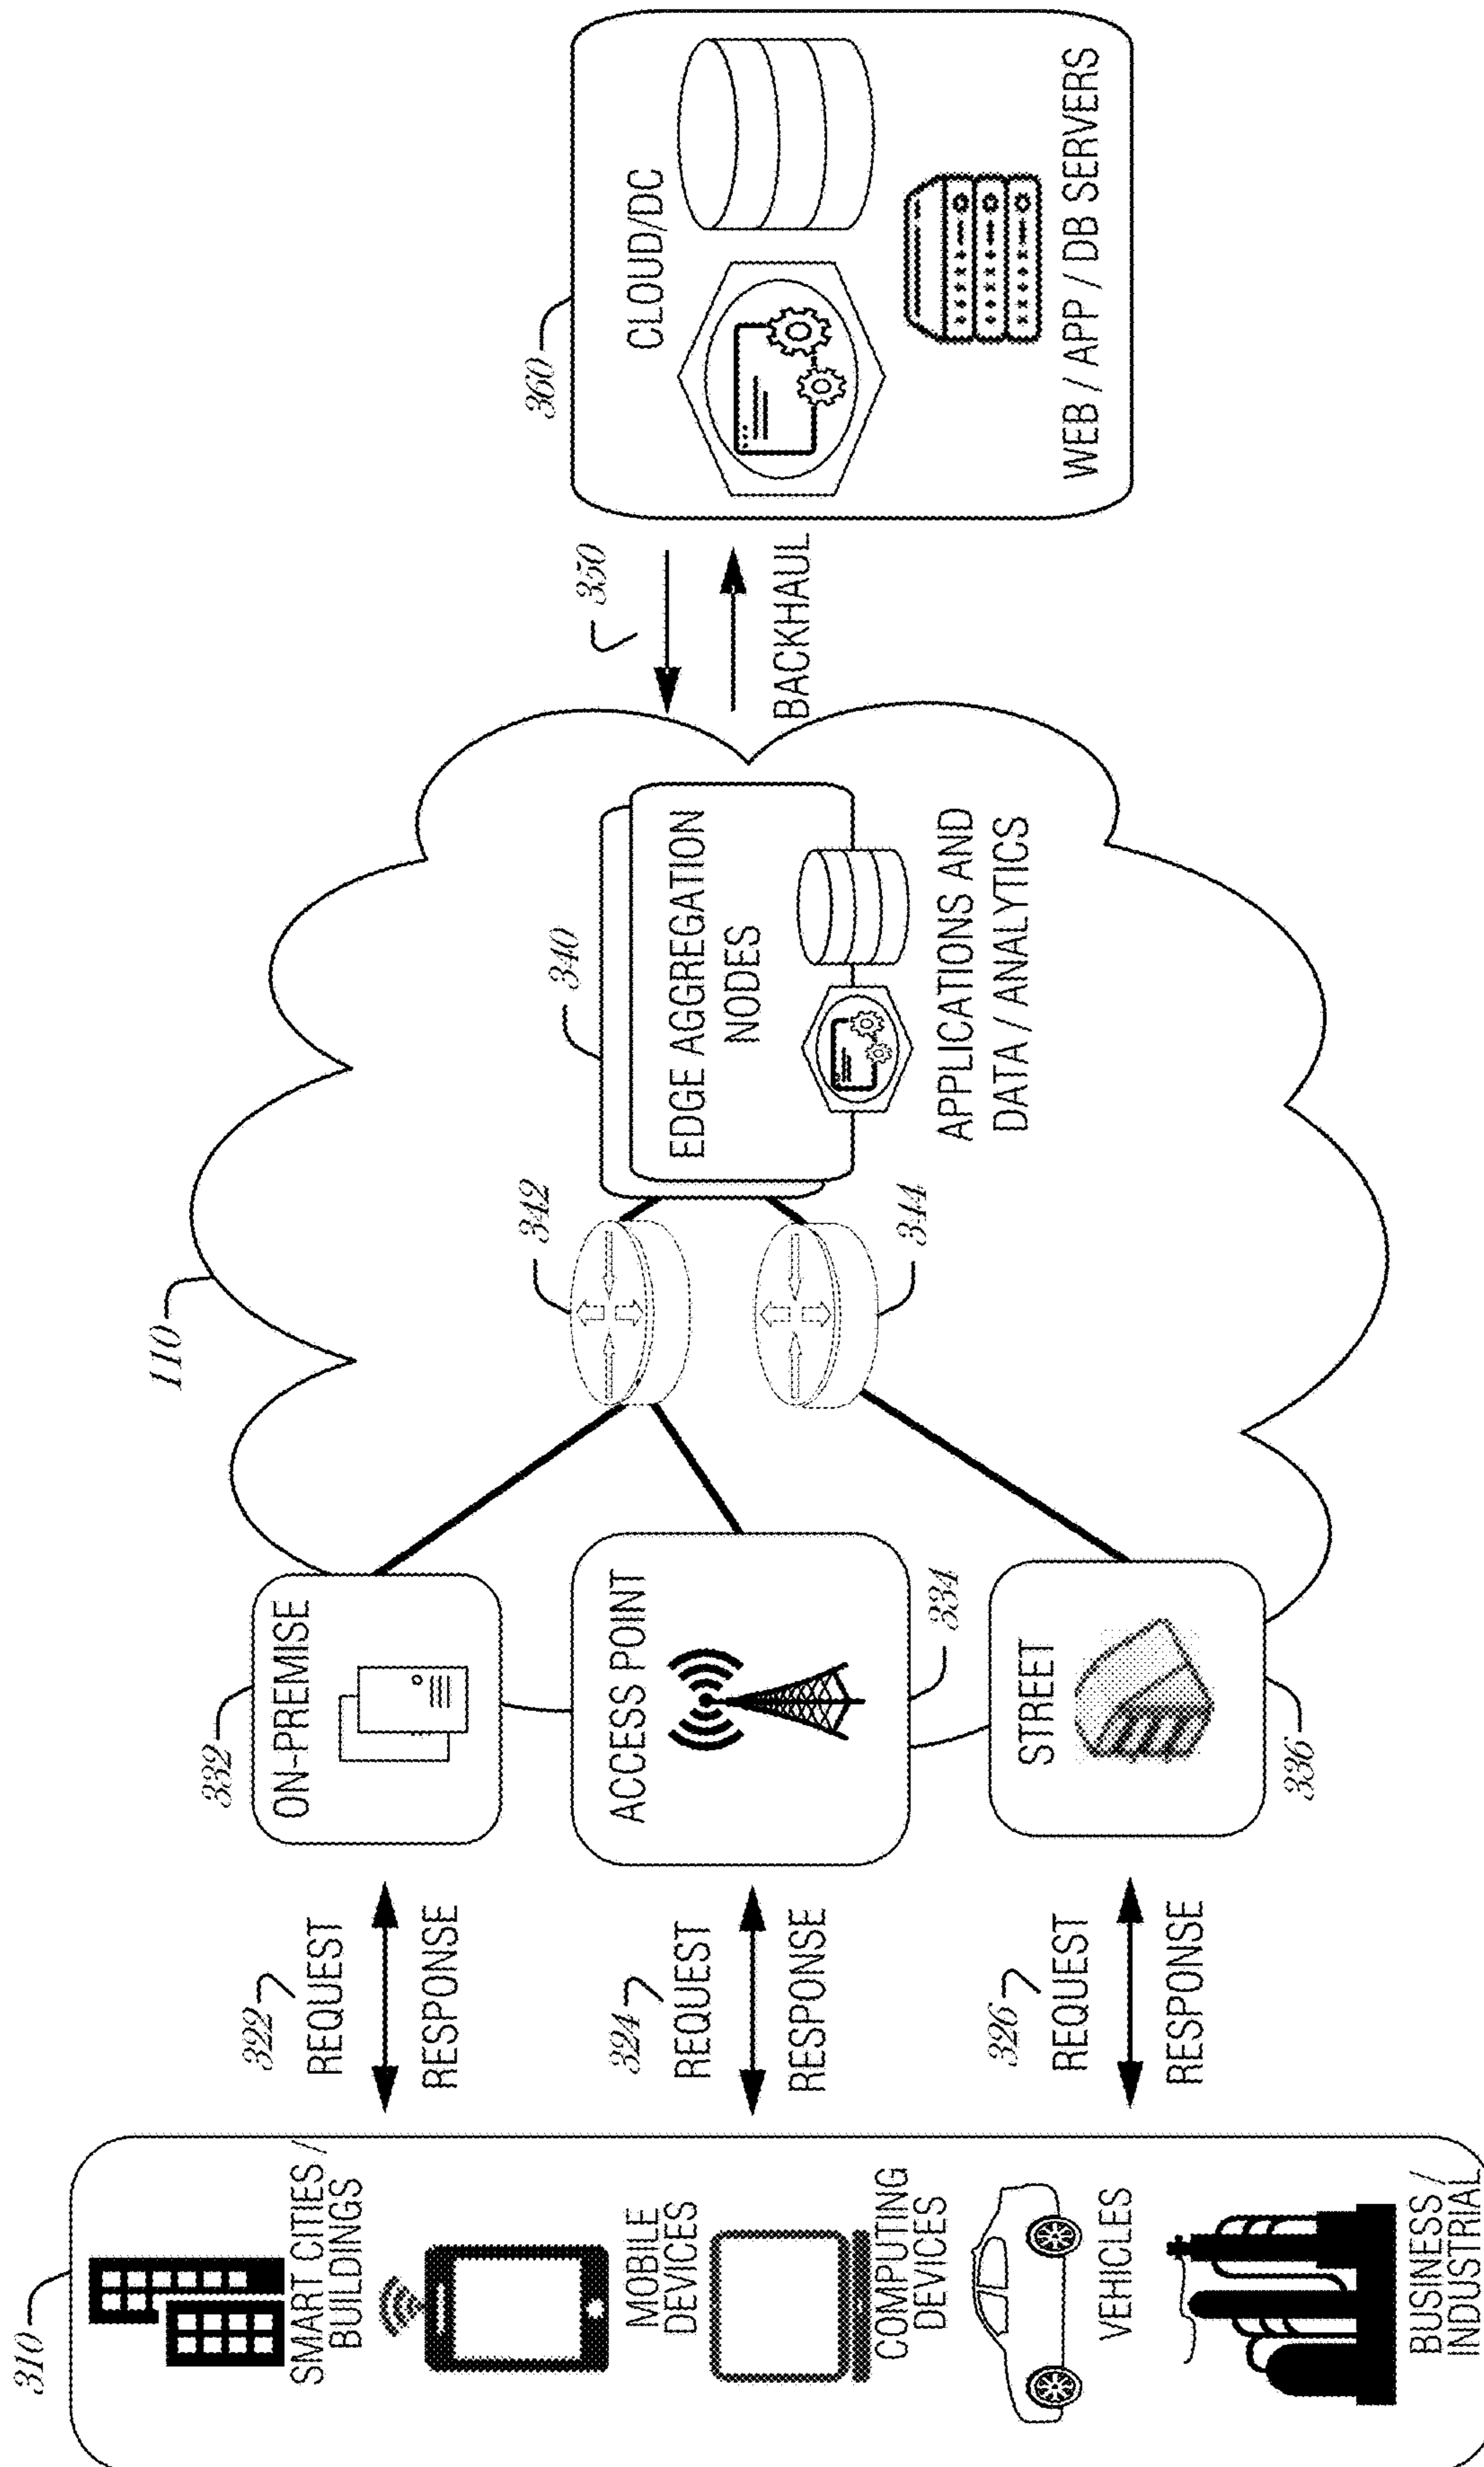 310
SMART CITIES /
BUILDINGS
MOBILE
DEVICES
COMPUTING
DEVICES
VEHICLES
BUSINESS /
INDUSTRIAL
322
REQUEST
RESPONSE
324
REQUEST
RESPONSE
326
REQUEST
RESPONSE
332
ON-PREMISE
ACCESS POINT
334
STREET
336
110
342
344
340
EDGE AGGREGATION
NODES
APPLICATIONS AND
DATA / ANALYTICS
350
BACKHAUL
360
CLOUD/DC
WEB / APP / DB SERVERS